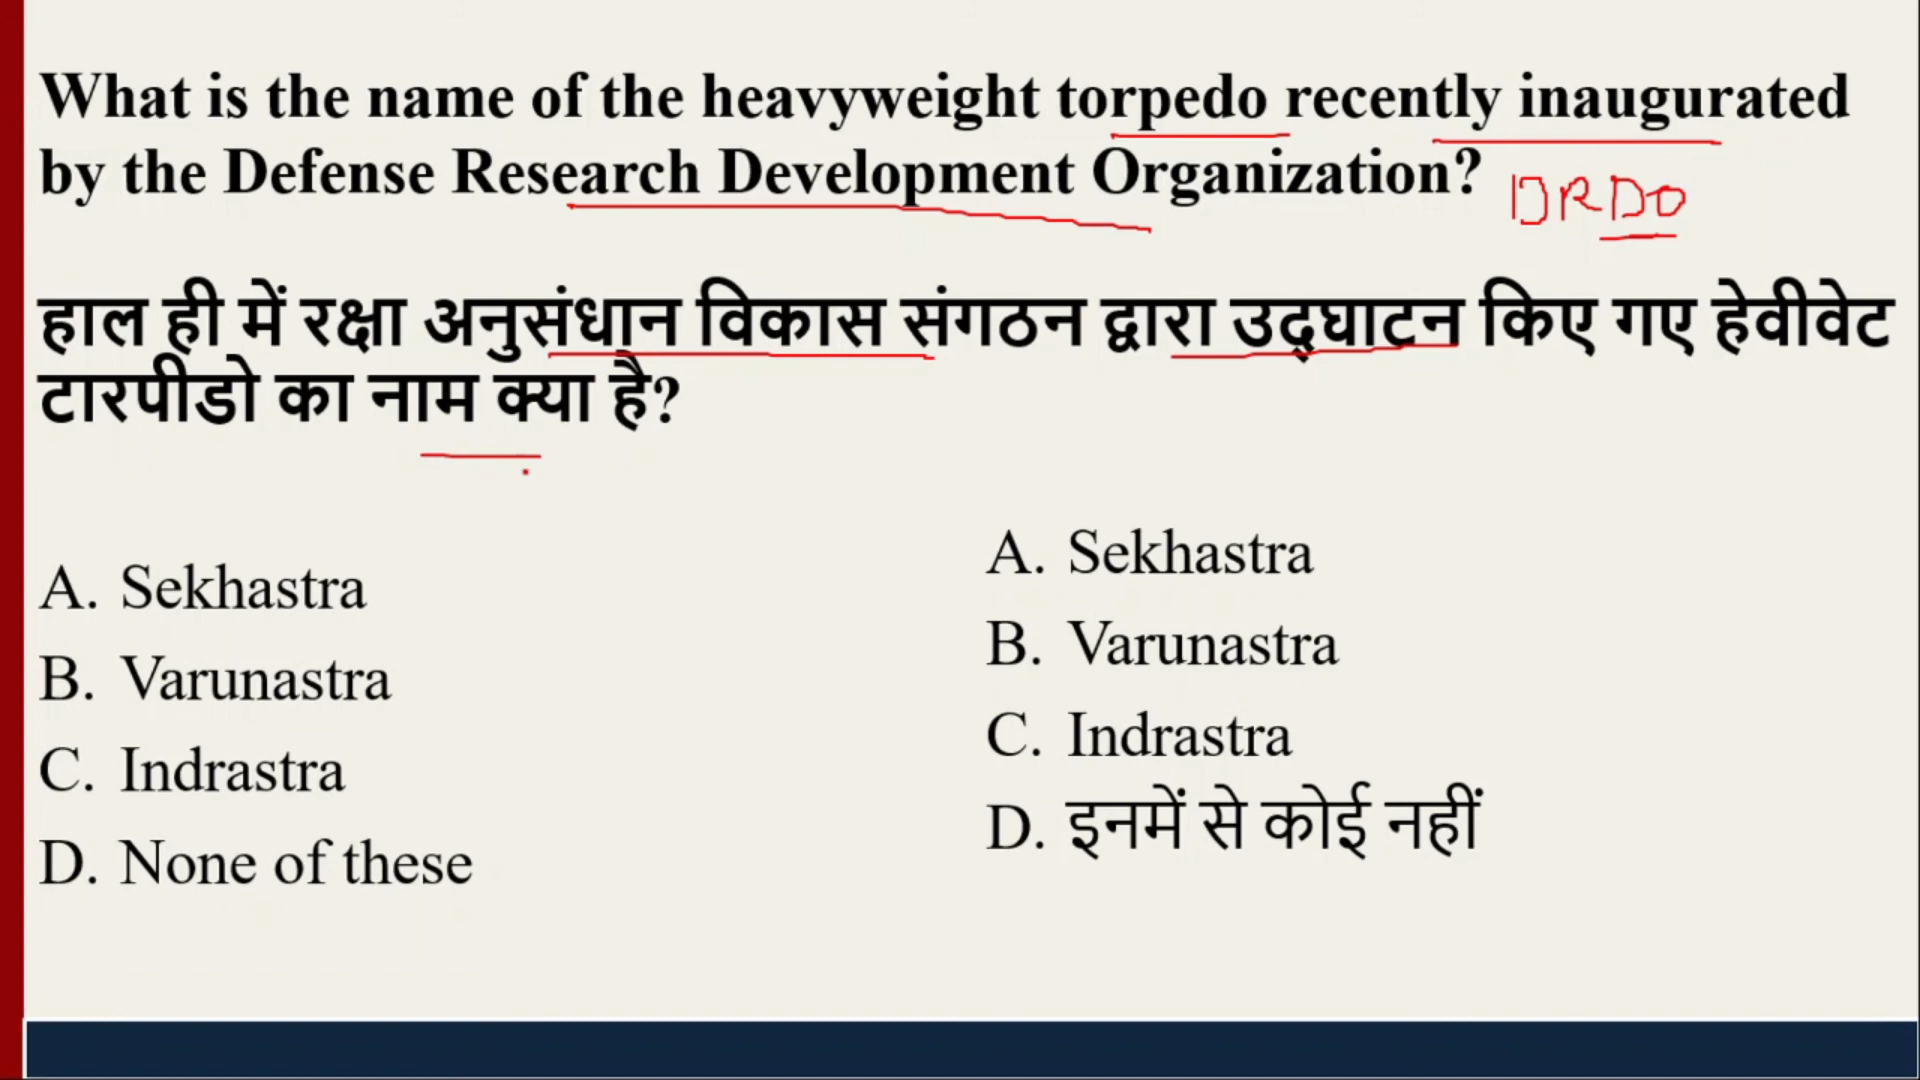 What is the name of the heavyweight torpedo recently inaugurated
by the Defense Research Development Organization?
DRDO
हाल ही में रक्षा अनुसंधान विकास संगठन द्वारा उद्घाटन किए गए हेवीवेट
टारपीडो का नाम क्या है?
A. Sekhastra
B. Varunastra
C. Indrastra
D. None of these
A. Sekhastra
B. Varunastra
C. Indrastra
D. इनमें से कोई नहीं